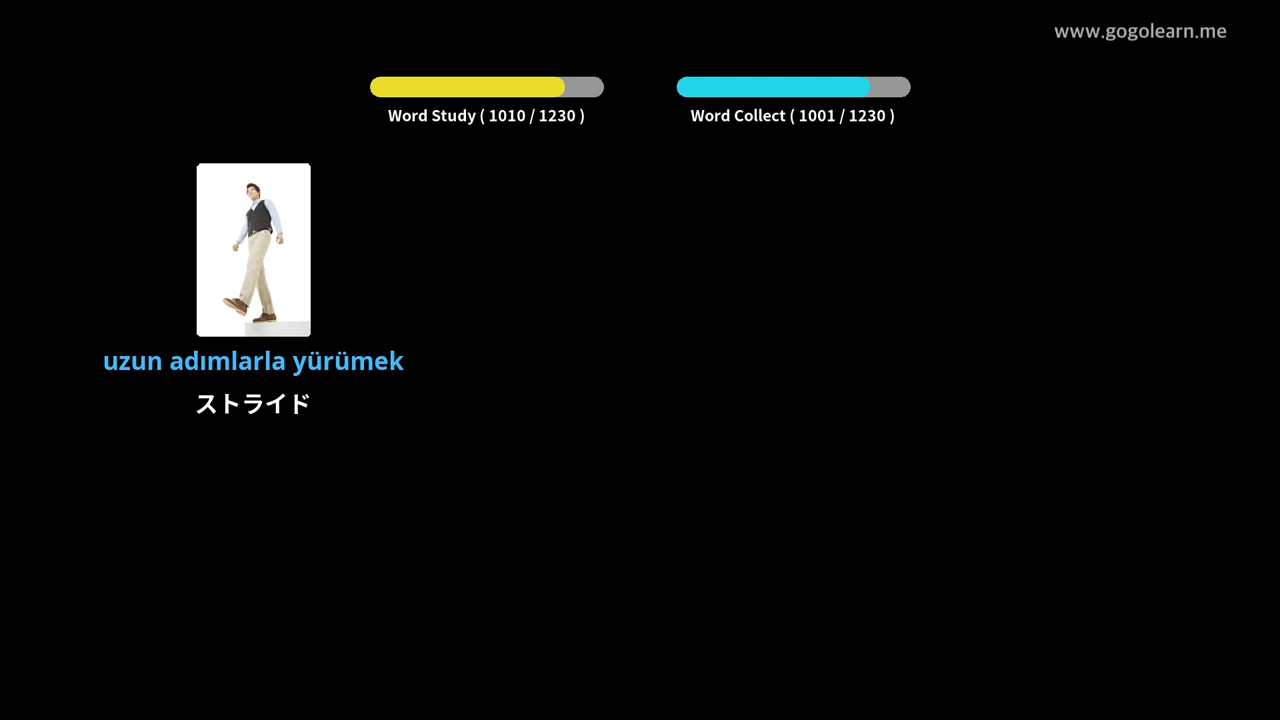 www.gogolearn.me
Word Study ( 1010 / 1230 )
Word Collect ( 1001 / 1230 )
uzun adımlarla yürümek
ストライド